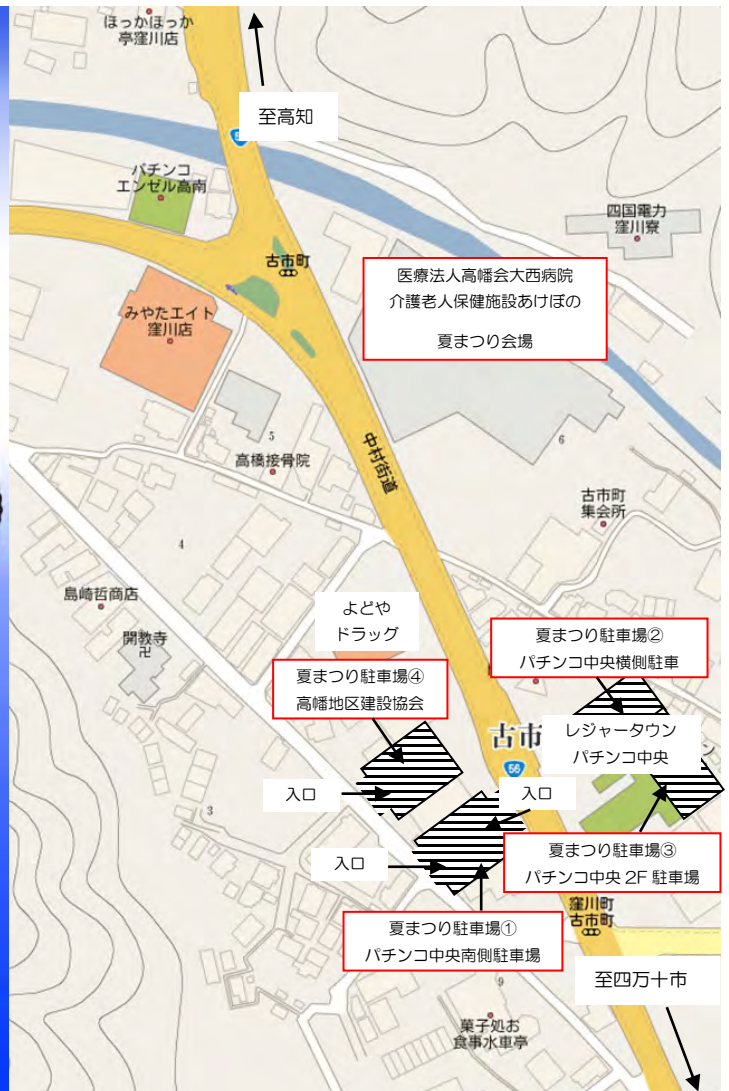 ほっかほっか
亭窪川店
至高知
パチンコ
エンゼル高南
四国電力
窪川寮
古市町
医療法人高幡会大西病院
介護老人保健施設あけぼの
夏まつり会場
みやたエイト
窪川店
5
高橋接骨院
中村街道
6
古市町
集会所
4
島崎哲商店
開教寺
卍
よどや
ドラッグ
夏まつり駐車場②
パチンコ中央横側駐車
夏まつり駐車場④
高幡地区建設協会
古市
レジャータウン
パチンコ中央
ン
56
入口
入口
3
入口
夏まつり駐車場③
パチンコ中央2F駐車場
窪川町
古市町
夏まつり駐車場①
パチンコ中央南側駐車場
至四万十市
9
菓子処お
食事水車亭